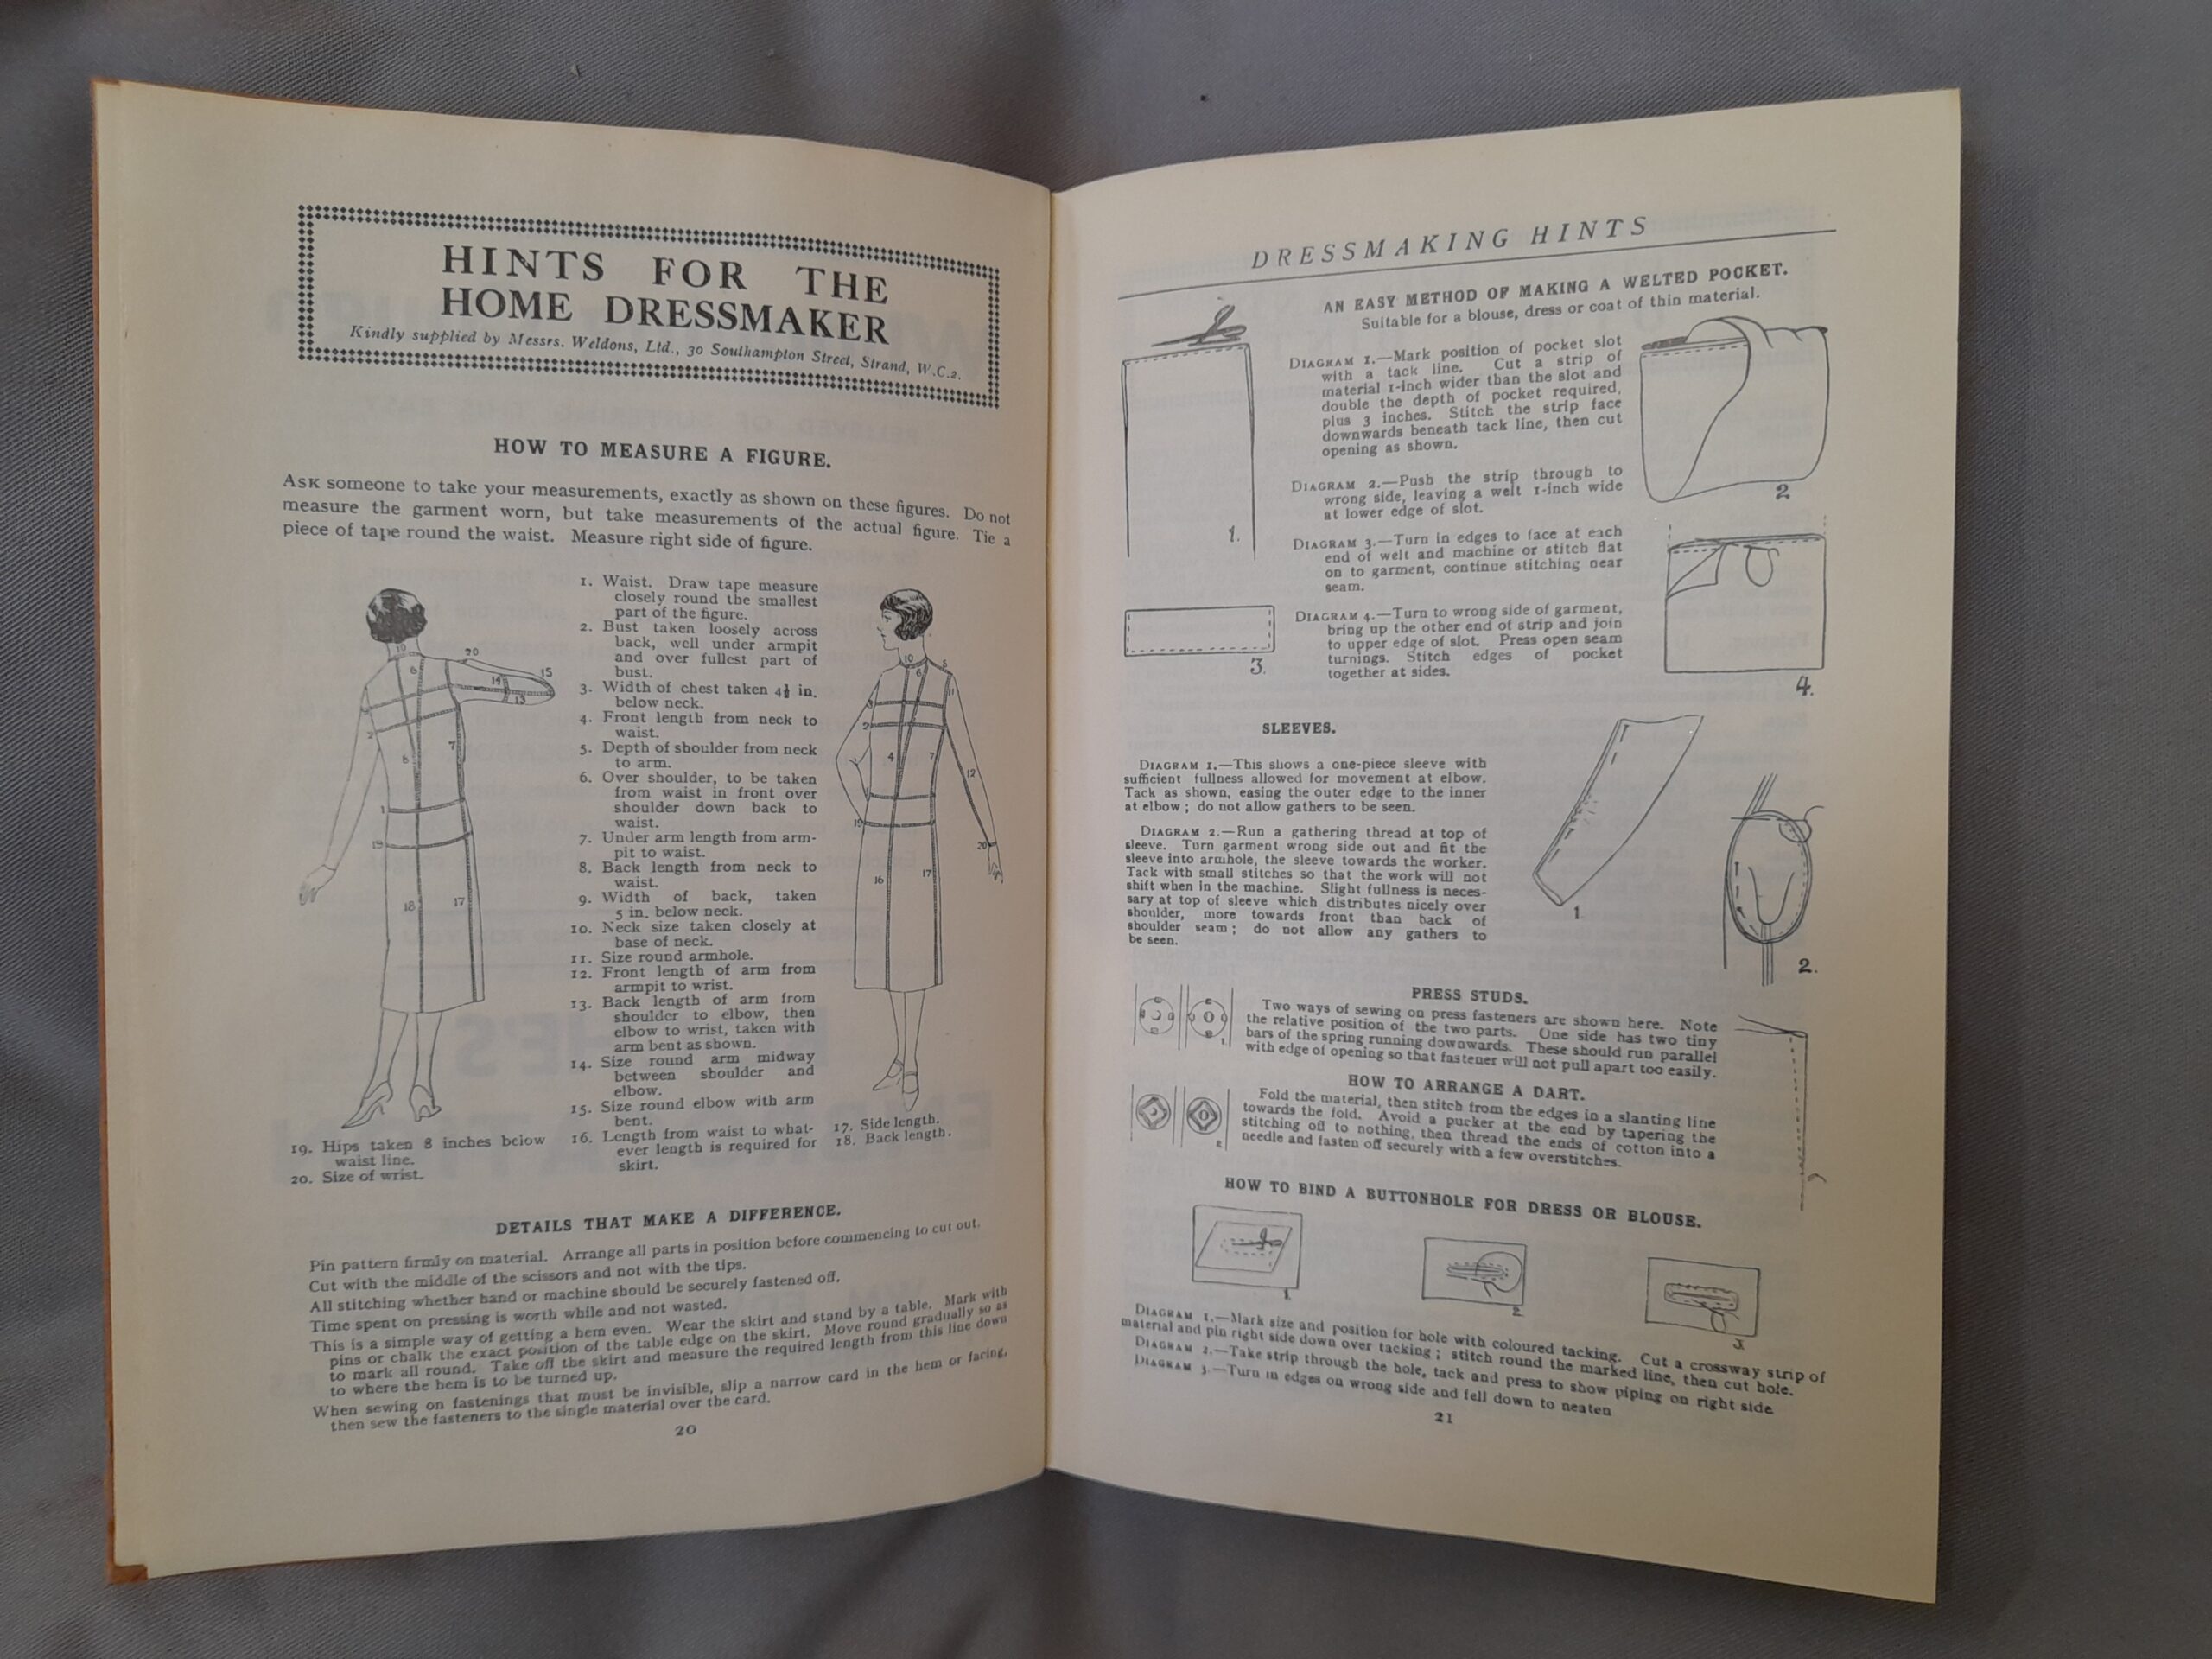 HINTS FOR THE
HOME DRESSMAKER
Kindly supplied by Messrs. Weldons, Ltd., 30 Southampton Street, Strand, W.C.2.
HOW TO MEASURE A FIGURE.
ASK someone to take your measurements, exactly as shown on these figures. Do not
measure the garment worn, but take measurements of the actual figure. Tie a
piece of tape round the waist. Measure right side of figure.
1. Waist. Draw tape measure
closely round the smallest
part of the figure.
2. Bust taken loosely across
back, well under armpit
and over fullest part of
bust.
3. Width of chest taken 4½ in.
below neck.
4. Front length from neck to
waist.
5. Depth of shoulder from neck
to arm.
6. Over shoulder, to be taken
from waist in front over
shoulder down back to
waist.
7. Under arm length from arm-
pit to waist.
8. Back length from neck to
waist.
9. Width of back, taken
5 in. below neck.
10. Neck size taken closely at
base of neck.
11. Size round armhole.
12. Front length of arm from
armpit to wrist.
13. Back length of arm from
shoulder to elbow, then
elbow to wrist, taken with
arm bent as shown.
14. Size round arm midway
between shoulder and
elbow.
15. Size round elbow with arm
bent.
16. Length from waist to what-
ever length is required for
skirt.
17. Side length.
18. Back length.
19. Hips taken 8 inches below
waist line.
20. Size of wrist.
DETAILS THAT MAKE A DIFFERENCE.
Pin pattern firmly on material. Arrange all parts in position before commencing to cut out.
Cut with the middle of the scissors and not with the tips.
All stitching whether hand or machine should be securely fastened off.
Time spent on pressing is worth while and not wasted.
This is a simple way of getting a hem even. Wear the skirt and stand by a table. Mark with
pins or chalk the exact position of the table edge on the skirt. Move round gradually so as
to mark all round. Take off the skirt and measure the required length from this line down
to where the hem is to be turned up.
When sewing on fastenings that must be invisible, slip a narrow card in the hem or facing,
then sew the fasteners to the single material over the card.
20
DRESSMAKING HINTS
AN EASY METHOD OF MAKING A WELTED POCKET.
Suitable for a blouse, dress or coat of thin material.
DIAGRAM 1.—Mark position of pocket slot
with a tack line. Cut a strip of
material 1-inch wider than the slot and
double the depth of pocket required,
plus 3 inches. Stitch the strip face
downwards beneath tack line, then cut
opening as shown.
DIAGRAM 2.—Push the strip through to
wrong side, leaving a welt 1-inch wide
at lower edge of slot.
DIAGRAM 3.—Turn in edges to face at each
end of welt and machine or stitch flat
on to garment, continue stitching near
seam.
DIAGRAM 4.—Turn to wrong side of garment,
bring up the other end of strip and join
to upper edge of slot. Press open seam
turnings. Stitch edges of pocket
together at sides.
1.
2
3.
4.
SLEEVES.
DIAGRAM 1.—This shows a one-piece sleeve with
sufficient fullness allowed for movement at elbow.
Tack as shown, easing the outer edge to the inner
at elbow; do not allow gathers to be seen.
DIAGRAM 2.—Run a gathering thread at top of
sleeve. Turn garment wrong side out and fit the
sleeve into armhole, the sleeve towards the worker.
Tack with small stitches so that the work will not
shift when in the machine. Slight fullness is neces-
sary at top of sleeve which distributes nicely over
shoulder, more towards front than back of
shoulder seam; do not allow any gathers to
be seen.
1
2.
PRESS STUDS.
Two ways of sewing on press fasteners are shown here. Note
the relative position of the two parts. One side has two tiny
bars of the spring running downwards. These should run parallel
with edge of opening so that fastener will not pull apart too easily.
HOW TO ARRANGE A DART.
Fold the material, then stitch from the edges in a slanting line
towards the fold. Avoid a pucker at the end by tapering the
stitching off to nothing, then thread the ends of cotton into a
needle and fasten off securely with a few overstitches.
HOW TO BIND A BUTTONHOLE FOR DRESS OR BLOUSE.
1.
2
3.
DIAGRAM 1.—Mark size and position for hole with coloured tacking. Cut a crossway strip of
material and pin right side down over tacking; stitch round the marked line, then cut hole.
DIAGRAM 2.—Take strip through the hole, tack and press to show piping on right side
DIAGRAM 3.—Turn in edges on wrong side and fell down to neaten
21